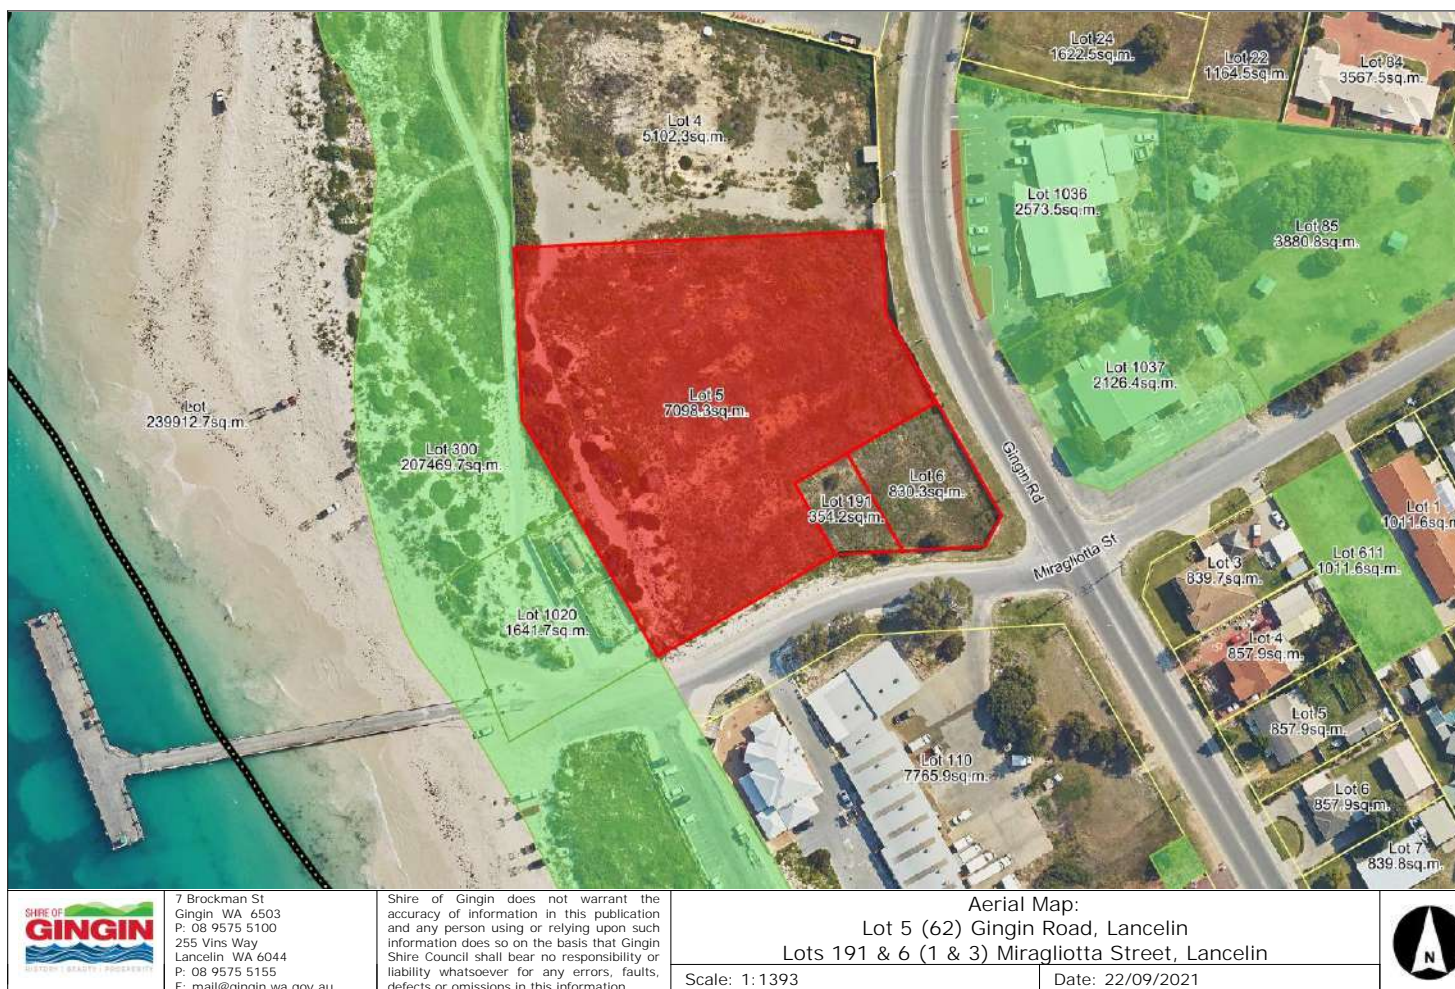 Lot 24
1622.5sq.m.
Lot 22
1164.5sq.m.
Lot 84
3567.5sq.m.
Lot 4
5102.3sq.m.
Lot 1036
2573.5sq.m.
Lot 85
3880.8sq.m.
Lot 1037
2126.4sq.m.
Lot 5
7098.3sq.m.
Lot
239912.7sq.m.
Lot 300
207469.7sq.m.
Lot 6
830.3sq.m.
Lot 191
354.2sq.m.
Gingin Rd
Miragliotta St
Lot 1
1011.6sq.m
Lot 611
1011.6sq.m.
Lot 3
839.7sq.m.
Lot 1020
1641.7sq.m.
Lot 4
857.9sq.m.
Lot 5
857.9sq.m.
Lot 110
7765.9sq.m.
Lot 6
857.9sq.m.
Lot 7
839.8sq.m.
SHIRE OF
GINGIN
HISTORY | BEAUTY | PROSPERITY
7 Brockman St
Gingin WA 6503
P: 08 9575 5100
255 Vins Way
Lancelin WA 6044
P: 08 9575 5155
E: mail@gingin.wa.gov.au
Shire of Gingin does not warrant the
accuracy of information in this publication
and any person using or relying upon such
information does so on the basis that Gingin
Shire Council shall bear no responsibility or
liability whatsoever for any errors, faults,
defects or omissions in this information
Aerial Map:
Lot 5 (62) Gingin Road, Lancelin
Lots 191 & 6 (1 & 3) Miragliotta Street, Lancelin
Scale: 1:1393
Date: 22/09/2021
N